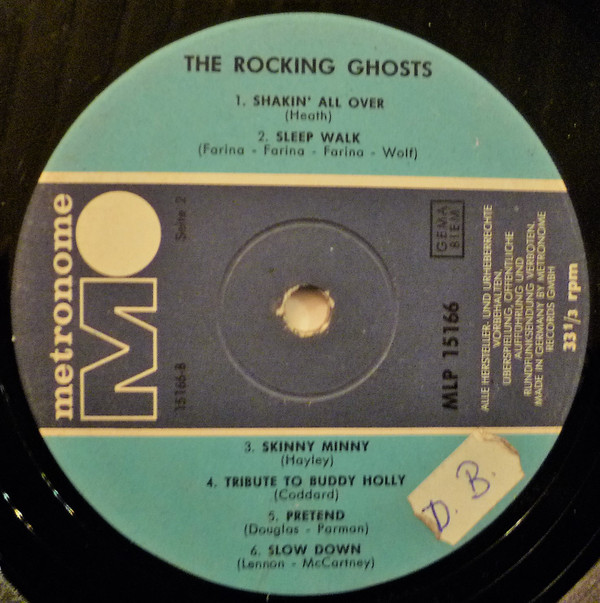 THE ROCKING GHOSTS
1. SHAKIN' ALL OVER
(Heath)
2. SLEEP WALK
(Farina - Farina - Farina - Wolf)
metronome
M
Seite 2
15166-B
GEMA
BIEM
MLP 15166
ALLE HERSTELLER- UND URHEBERRECHTE
VORBEHALTEN.
ÜBERSPIELUNG, ÖFFENTLICHE
AUFFÜHRUNG UND
RUNDFUNKSENDUNG VERBOTEN.
MADE IN GERMANY BY METRONOME
RECORDS GMBH
33 1/3 rpm
3. SKINNY MINNY
(Hayley)
4. TRIBUTE TO BUDDY HOLLY
(Coddard)
5. PRETEND
(Douglas - Parman)
6. SLOW DOWN
(Lennon - McCartney)
D. B.